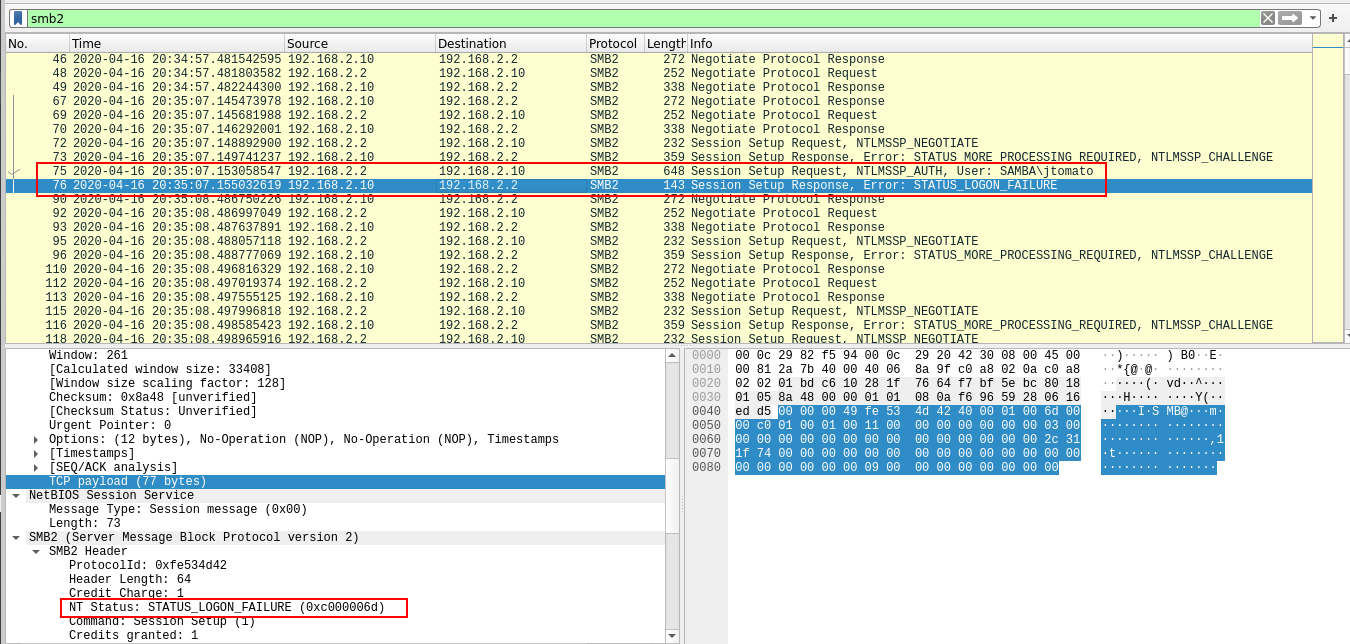 smb2
No. Time Source Destination Protocol Length Info
46 2020-04-16 20:34:57.481542595 192.168.2.10 192.168.2.2 SMB2 272 Negotiate Protocol Response
48 2020-04-16 20:34:57.481803582 192.168.2.2 192.168.2.10 SMB2 252 Negotiate Protocol Request
49 2020-04-16 20:34:57.482244300 192.168.2.10 192.168.2.2 SMB2 338 Negotiate Protocol Response
67 2020-04-16 20:35:07.145473978 192.168.2.10 192.168.2.2 SMB2 272 Negotiate Protocol Response
69 2020-04-16 20:35:07.145681988 192.168.2.2 192.168.2.10 SMB2 252 Negotiate Protocol Request
70 2020-04-16 20:35:07.146292001 192.168.2.10 192.168.2.2 SMB2 338 Negotiate Protocol Response
72 2020-04-16 20:35:07.148892900 192.168.2.2 192.168.2.10 SMB2 232 Session Setup Request, NTLMSSP_NEGOTIATE
73 2020-04-16 20:35:07.149741237 192.168.2.10 192.168.2.2 SMB2 359 Session Setup Response, Error: STATUS_MORE_PROCESSING_REQUIRED, NTLMSSP_CHALLENGE
75 2020-04-16 20:35:07.153058547 192.168.2.2 192.168.2.10 SMB2 648 Session Setup Request, NTLMSSP_AUTH, User: SAMBA\jtomato
76 2020-04-16 20:35:07.155032619 192.168.2.10 192.168.2.2 SMB2 143 Session Setup Response, Error: STATUS_LOGON_FAILURE
90 2020-04-16 20:35:08.486750226 192.168.2.10 192.168.2.2 SMB2 272 Negotiate Protocol Response
92 2020-04-16 20:35:08.486997049 192.168.2.2 192.168.2.10 SMB2 252 Negotiate Protocol Request
93 2020-04-16 20:35:08.487637891 192.168.2.10 192.168.2.2 SMB2 338 Negotiate Protocol Response
95 2020-04-16 20:35:08.488057118 192.168.2.2 192.168.2.10 SMB2 232 Session Setup Request, NTLMSSP_NEGOTIATE
96 2020-04-16 20:35:08.488777069 192.168.2.10 192.168.2.2 SMB2 359 Session Setup Response, Error: STATUS_MORE_PROCESSING_REQUIRED, NTLMSSP_CHALLENGE
110 2020-04-16 20:35:08.496816329 192.168.2.10 192.168.2.2 SMB2 272 Negotiate Protocol Response
112 2020-04-16 20:35:08.497019374 192.168.2.2 192.168.2.10 SMB2 252 Negotiate Protocol Request
113 2020-04-16 20:35:08.497555125 192.168.2.10 192.168.2.2 SMB2 338 Negotiate Protocol Response
115 2020-04-16 20:35:08.497996818 192.168.2.2 192.168.2.10 SMB2 232 Session Setup Request, NTLMSSP_NEGOTIATE
116 2020-04-16 20:35:08.498585423 192.168.2.10 192.168.2.2 SMB2 359 Session Setup Response, Error: STATUS_MORE_PROCESSING_REQUIRED, NTLMSSP_CHALLENGE
118 2020-04-16 20:35:08.498965916 192.168.2.2 192.168.2.10 SMB2 232 Session Setup Request, NTLMSSP_NEGOTIATE
Window: 261
[Calculated window size: 33408]
[Window size scaling factor: 128]
Checksum: 0x8a48 [unverified]
[Checksum Status: Unverified]
Urgent Pointer: 0
Options: (12 bytes), No-Operation (NOP), No-Operation (NOP), Timestamps
[Timestamps]
[SEQ/ACK analysis]
TCP payload (77 bytes)
NetBIOS Session Service
Message Type: Session message (0x00)
Length: 73
SMB2 (Server Message Block Protocol version 2)
SMB2 Header
ProtocolId: 0xfe534d42
Header Length: 64
Credit Charge: 1
NT Status: STATUS_LOGON_FAILURE (0xc000006d)
Command: Session Setup (1)
Credits granted: 1
0000 00 0c 29 82 f5 94 00 0c 29 20 42 30 08 00 45 00 ··)····· ) B0··E·
0010 00 81 2a 7b 40 00 40 06 8a 9f c0 a8 02 0a c0 a8 ··*{@·@· ········
0020 02 02 01 bd c6 10 28 1f 76 64 f7 bf 5e bc 80 18 ······(· vd··^···
0030 01 05 8a 48 00 00 01 01 08 0a f6 96 59 28 06 16 ···H···· ····Y(··
0040 ed d5 00 00 00 49 fe 53 4d 42 40 00 01 00 6d 00 ·····I·S MB@···m·
0050 00 c0 01 00 01 00 11 00 00 00 00 00 00 00 03 00 ········ ········
0060 00 00 00 00 00 00 00 00 00 00 00 00 00 00 2c 31 ········ ······,1
0070 1f 74 00 00 00 00 00 00 00 00 00 00 00 00 00 00 ·t······ ········
0080 00 00 00 00 00 00 09 00 00 00 00 00 00 00 00 ········ ·······